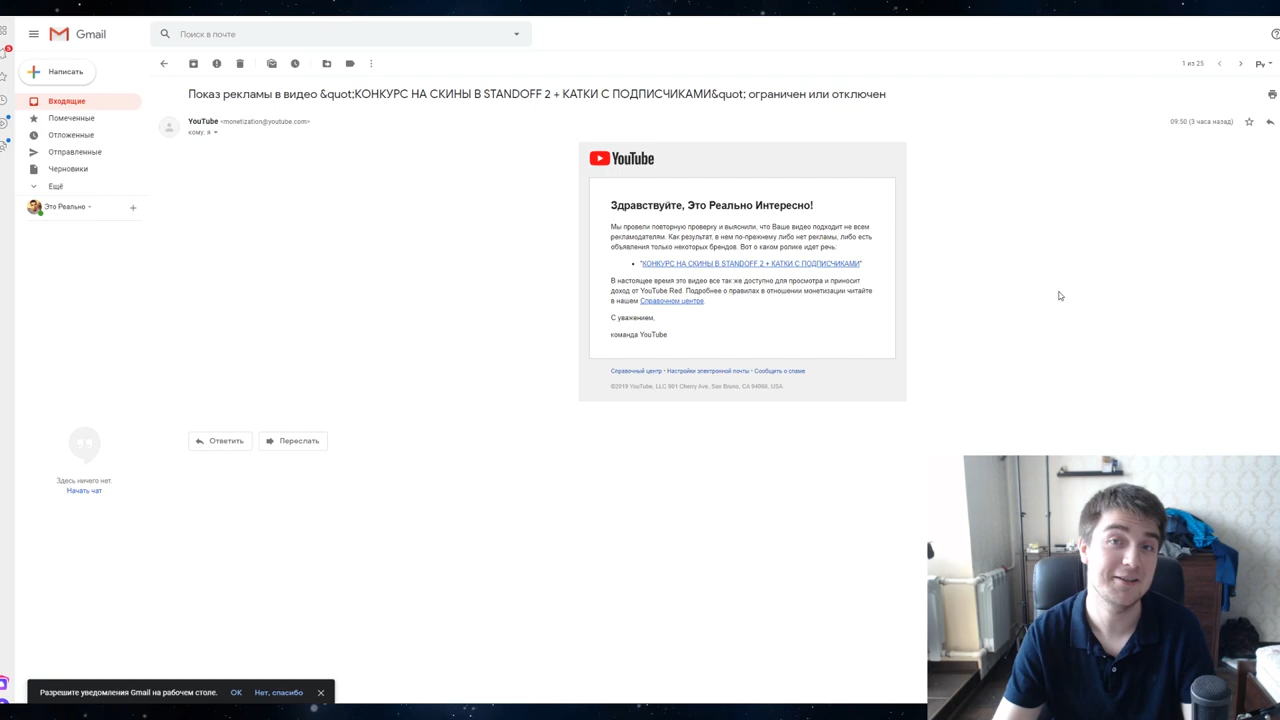 Gmail
Поиск в почте
Написать
1 из 25
Входящие
Помеченные
Отложенные
Отправленные
Черновики
Ещё
Это Реально
Показ рекламы в видео &quot;КОНКУРС НА СКИНЫ В STANDOFF 2 + КАТКИ С ПОДПИСЧИКАМИ&quot; ограничен или отключен
YouTube <monetization@youtube.com>
09:50 (3 часа назад)
кому: я
YouTube
Здравствуйте, Это Реально Интересно!
Мы провели повторную проверку и выяснили, что Ваше видео подходит не всем
рекламодателям. Как результат, в нем по-прежнему либо нет рекламы, либо есть
объявления только некоторых брендов. Вот о каком ролике идет речь:
• "КОНКУРС НА СКИНЫ В STANDOFF 2 + КАТКИ С ПОДПИСЧИКАМИ"
В настоящее время это видео все так же доступно для просмотра и приносит
доход от YouTube Red. Подробнее о правилах в отношении монетизации читайте
в нашем Справочном центре.
С уважением,
команда YouTube
Справочный центр • Настройки электронной почты • Сообщить о спаме
©2019 YouTube, LLC 901 Cherry Ave, San Bruno, CA 94066, USA
Ответить
Переслать
Здесь ничего нет.
Начать чат
Разрешите уведомления Gmail на рабочем столе. ОК Нет, спасибо